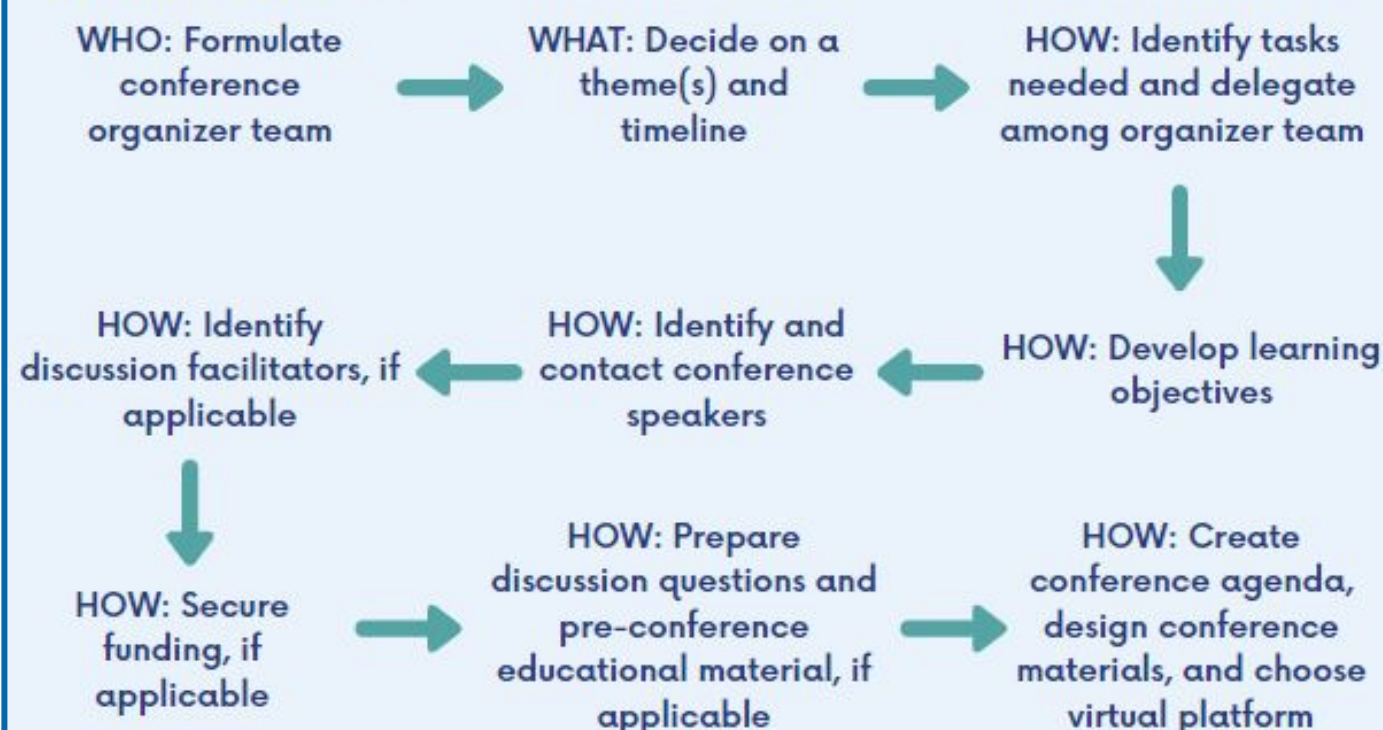 WHO: Formulate
conference
organizer team
WHAT: Decide on a
theme(s) and
timeline
HOW: Identify tasks
needed and delegate
among organizer team
HOW: Develop learning
objectives
HOW: Identify and
contact conference
speakers
HOW: Identify
discussion facilitators, if
applicable
HOW: Secure
funding, if
applicable
HOW: Prepare
discussion questions and
pre-conference
educational material, if
applicable
HOW: Create
conference agenda,
design conference
materials, and choose
virtual platform